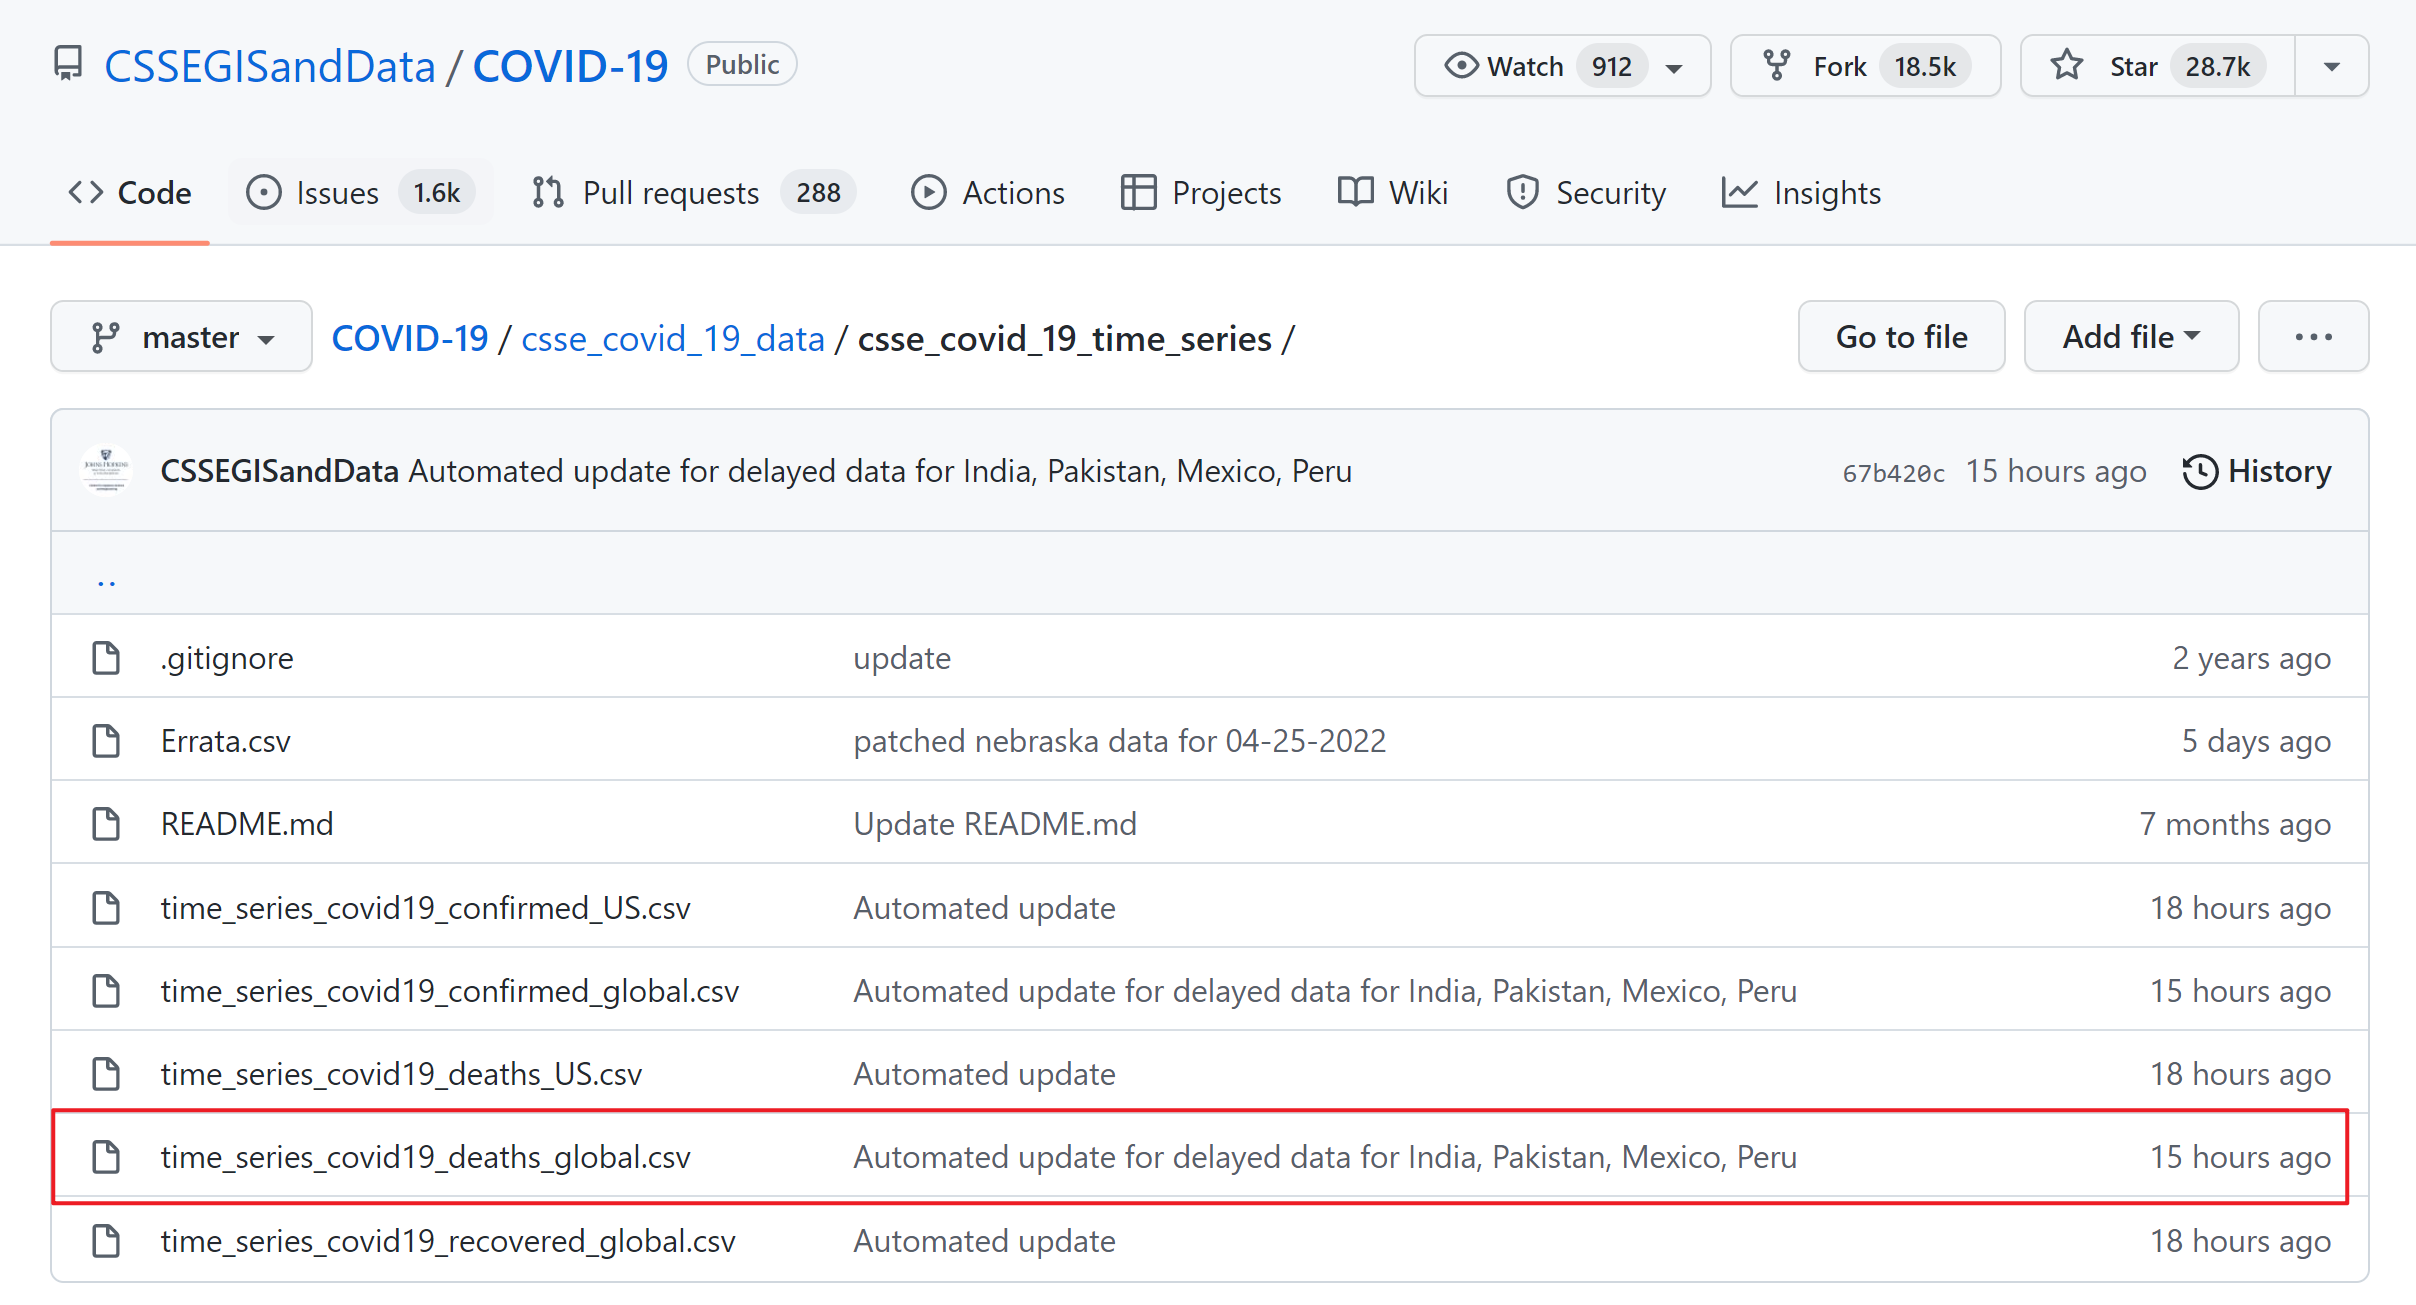 CSSEGISandData / COVID-19 Public Watch 912 Fork 18.5k Star 28.7k
Code Issues 1.6k Pull requests 288 Actions Projects Wiki Security Insights
master COVID-19 / csse_covid_19_data / csse_covid_19_time_series / Go to file Add file ...
CSSEGISandData Automated update for delayed data for India, Pakistan, Mexico, Peru 67b420c 15 hours ago History
..
.gitignore update 2 years ago
Errata.csv patched nebraska data for 04-25-2022 5 days ago
README.md Update README.md 7 months ago
time_series_covid19_confirmed_US.csv Automated update 18 hours ago
time_series_covid19_confirmed_global.csv Automated update for delayed data for India, Pakistan, Mexico, Peru 15 hours ago
time_series_covid19_deaths_US.csv Automated update 18 hours ago
time_series_covid19_deaths_global.csv Automated update for delayed data for India, Pakistan, Mexico, Peru 15 hours ago
time_series_covid19_recovered_global.csv Automated update 18 hours ago